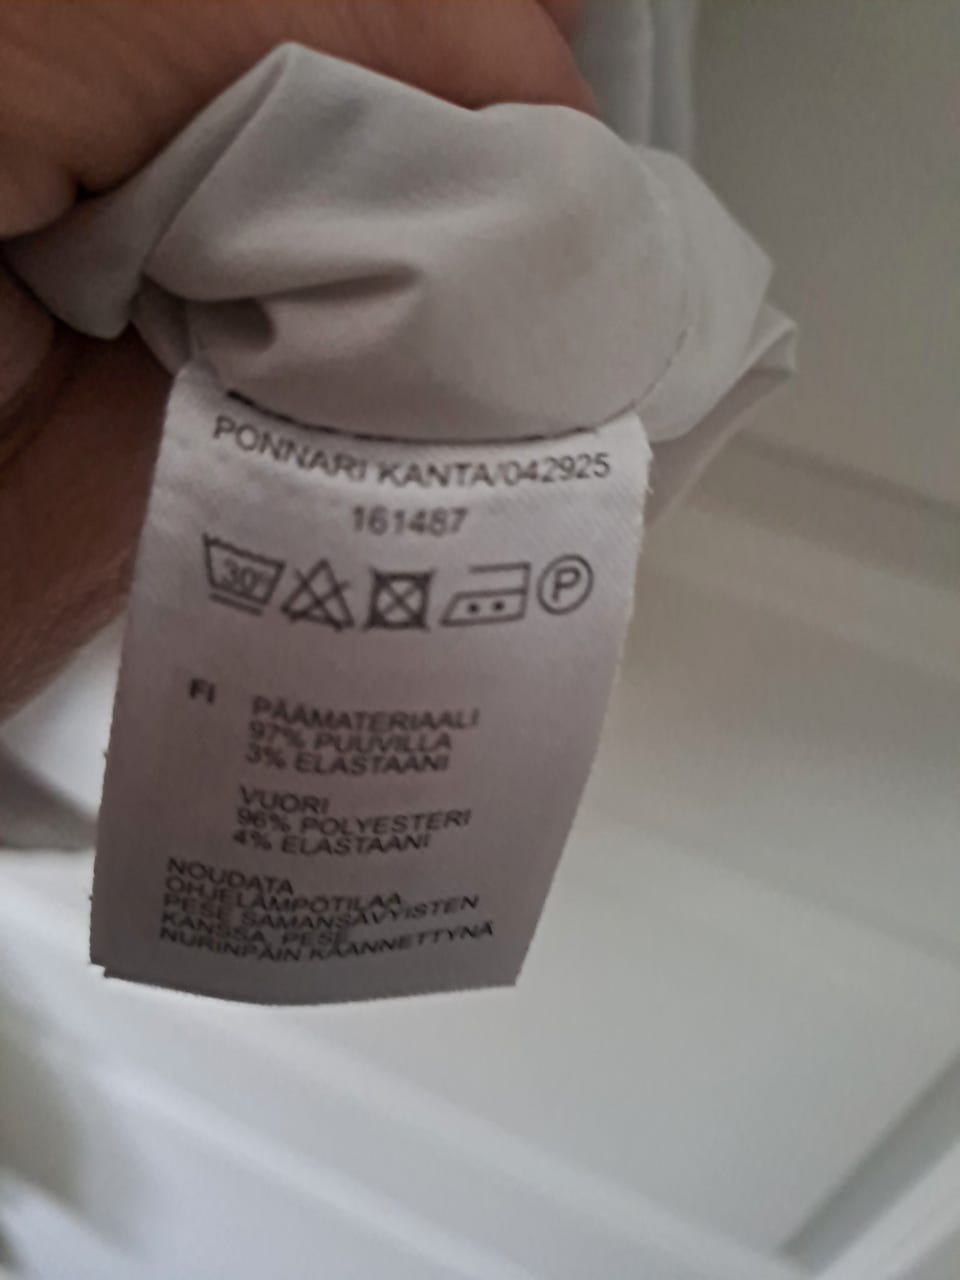 PONNARI KANTA/042925
161487
30°
P
FI
PÄÄMATERIAALI
97% PUUVILLA
3% ELASTAANI
VUORI
96% POLYESTERI
4% ELASTAANI
NOUDATA
OHJELÄMPÖTILAA.
PESE SAMANSÄVYISTEN
KANSSA. PESE
NURINPÄIN KÄÄNNETTYNÄ